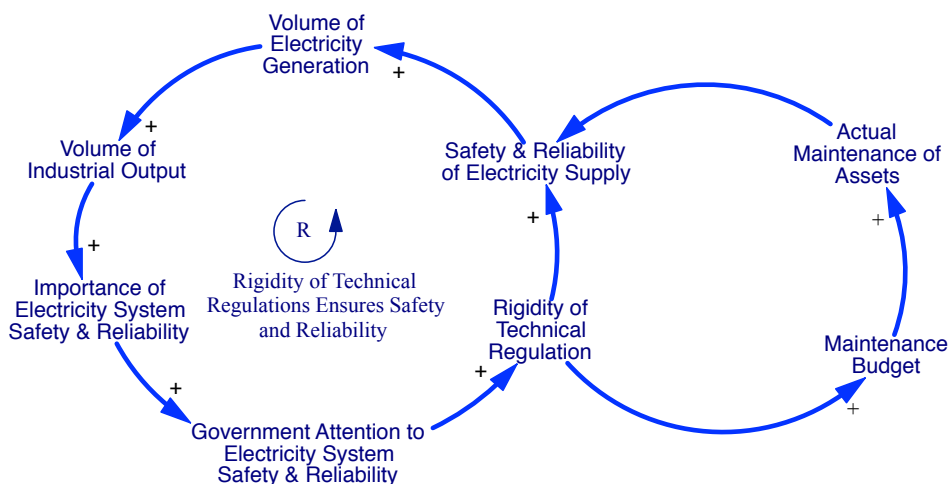 Volume of
Electricity
Generation
+
+
Volume of
Industrial Output
Safety & Reliability
of Electricity Supply
Actual
Maintenance of
Assets
+
+
+
R
Rigidity of Technical
Regulations Ensures Safety
and Reliability
Importance of
Electricity System
Safety & Reliability
Rigidity of
Technical
Regulation
Maintenance
Budget
+
+
+
Government Attention to
Electricity System
Safety & Reliability